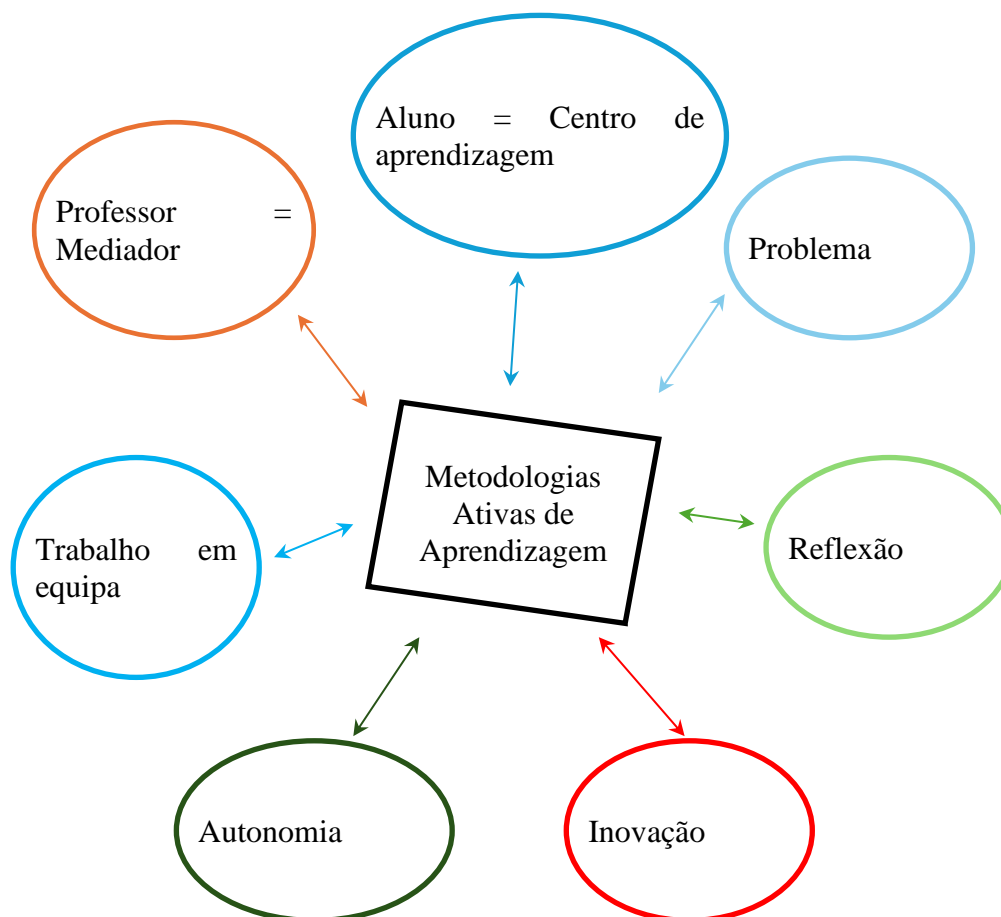 Aluno = Centro de
aprendizagem
Professor =
Mediador
Problema
Metodologias
Ativas de
Aprendizagem
Trabalho em
equipa
Reflexão
Autonomia
Inovação